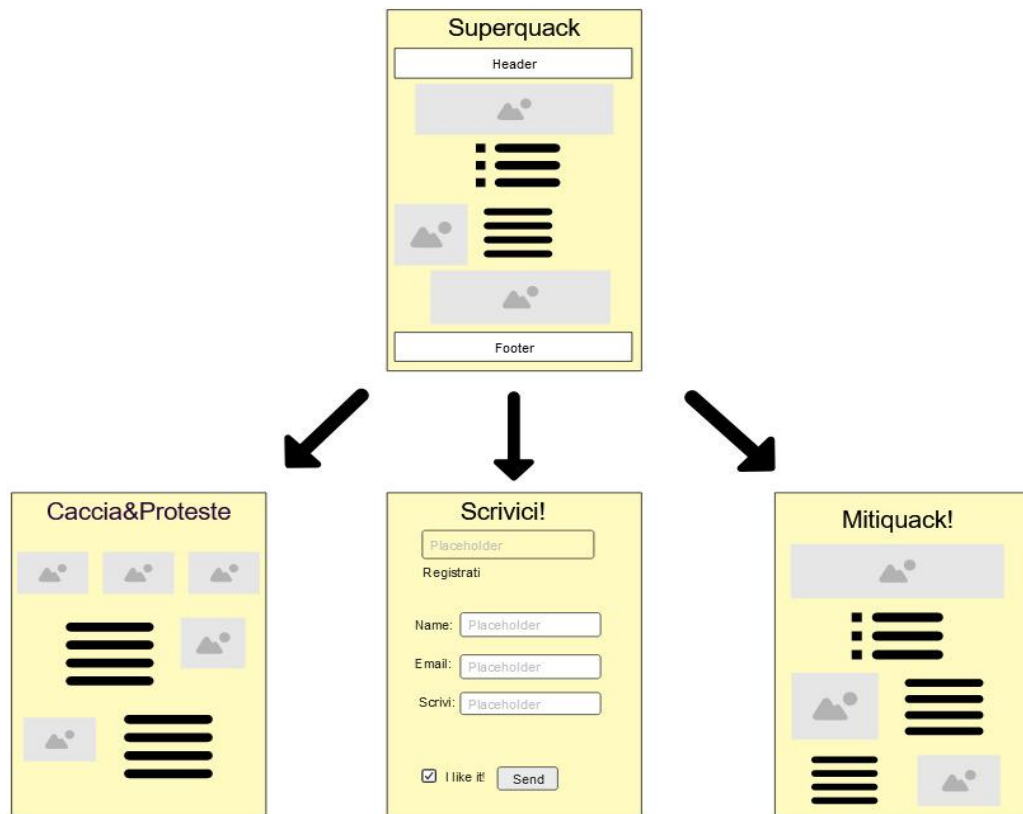 Superquack
Header
Footer
Caccia&Proteste
Scrivici!
Placeholder
Registrati
Name: Placeholder
Email: Placeholder
Scrivi: Placeholder
I like it! Send
Mitiquack!